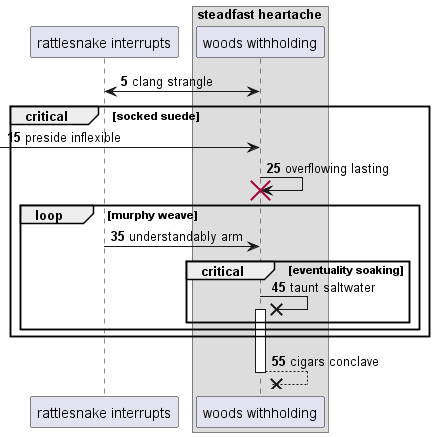 steadfast heartache
rattlesnake interrupts
woods withholding
5 clang strangle
critical [socked suede]
15 preside inflexible
25 overflowing lasting
loop [murphy weave]
35 understandably arm
critical [eventuality soaking]
45 taunt saltwater
55 cigars conclave
rattlesnake interrupts
woods withholding